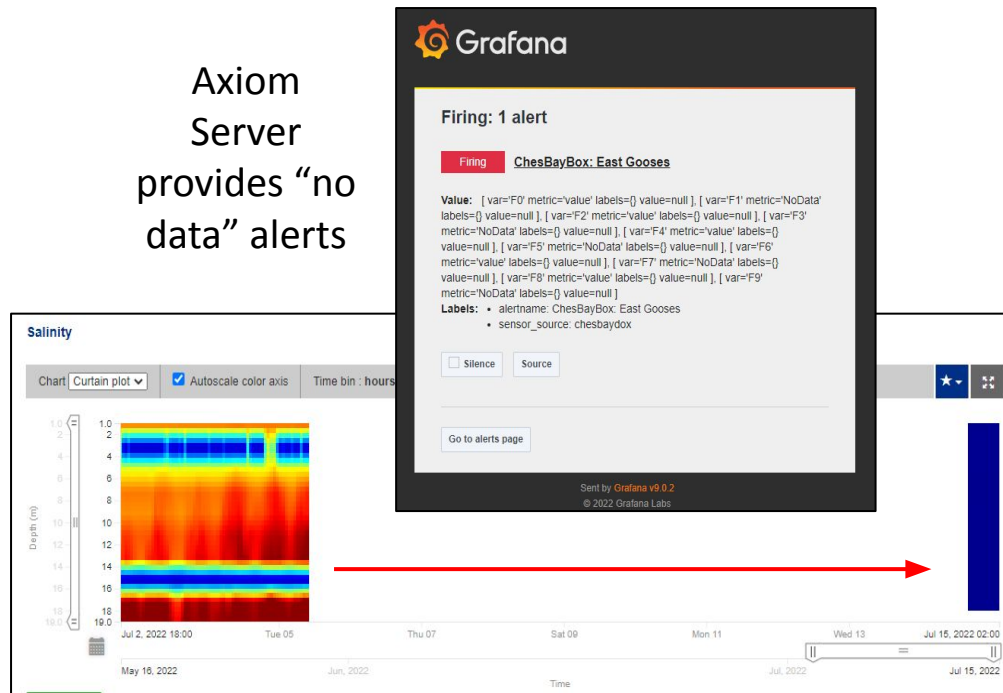 Axiom
Server
provides “no
data” alerts
Grafana
Firing: 1 alert
Firing ChesBayBox: East Gooses
Value: [ var='F0' metric='value' labels={} value=null ], [ var='F1' metric='NoData'
labels={} value=null ], [ var='F2' metric='value' labels={} value=null ], [ var='F3'
metric='NoData' labels={} value=null ], [ var='F4' metric='value' labels={}
value=null ], [ var='F5' metric='NoData' labels={} value=null ], [ var='F6'
metric='value' labels={} value=null ], [ var='F7' metric='NoData' labels={}
value=null ], [ var='F8' metric='value' labels={} value=null ], [ var='F9'
metric='NoData' labels={} value=null ]
Labels: • alertname: ChesBayBox: East Gooses
• sensor_source: chesbaydox
Silence Source
Go to alerts page
Sent by Grafana v9.0.2
© 2022 Grafana Labs
Salinity
Chart Curtain plot Autoscale color axis Time bin : hours
Depth (m)
1.0 1.0
2 2
4 4
6 6
8 8
10 10
12 12
14 14
16 16
18 18
19.0 19.0
Jul 2, 2022 18:00 Tue 05 Thu 07 Sat 09 Mon 11 Wed 13 Jul 15, 2022 02:00
May 16, 2022 Jun, 2022 Jul, 2022 Jul 15, 2022
Time